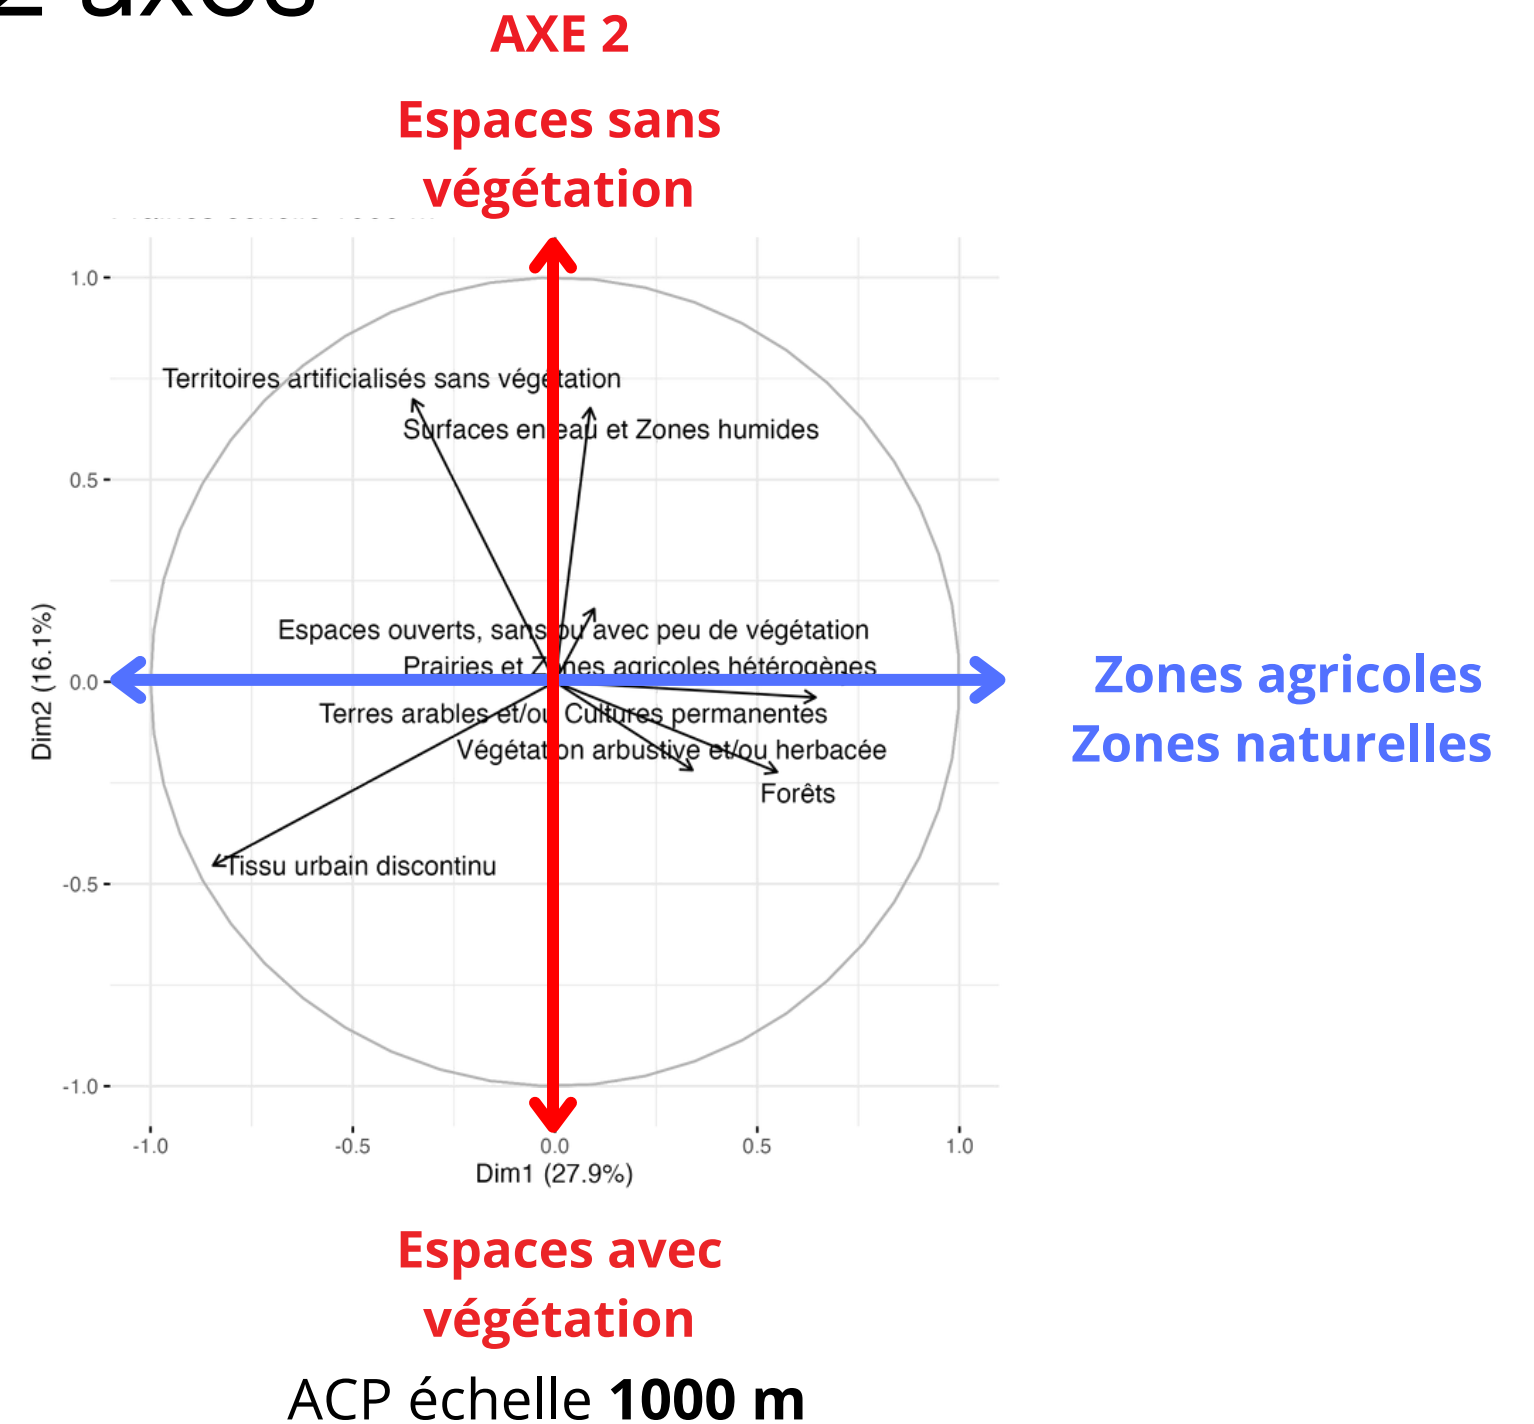 2 axes
AXE 2
Espaces sans
végétation
1.0
Territoires artificialisés sans végétation
Surfaces en eau et Zones humides
0.5
Espaces ouverts, sans ou avec peu de végétation
Prairies et Zones agricoles hétérogènes
0.0
Zones agricoles
Zones naturelles
Dim2 (16.1%)
Terres arables et/ou Cultures permanentes
Végétation arbustive et/ou herbacée
Forêts
Tissu urbain discontinu
-0.5
-1.0
-1.0 -0.5 0.0 0.5 1.0
Dim1 (27.9%)
Espaces avec
végétation
ACP échelle 1000 m